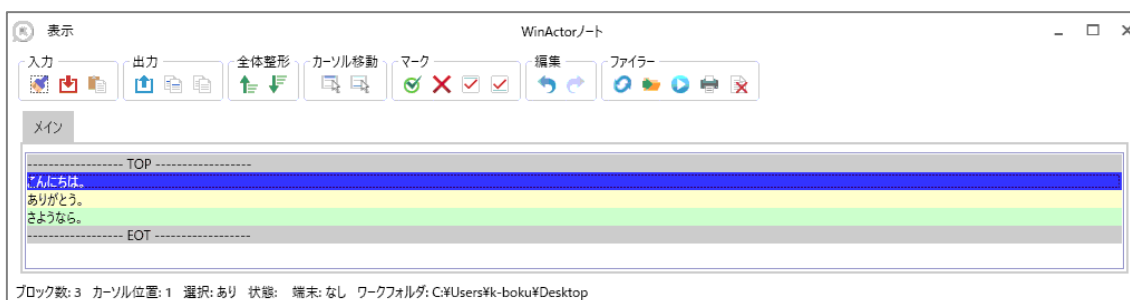 表示 WinActorノート
入力 出力 全体整形 カーソル移動 マーク 編集 ファイラー
メイン
------------------ TOP ------------------
こんにちは。
ありがとう。
さようなら。
------------------ EOT ------------------
ブロック数: 3 カーソル位置: 1 選択: あり 状態: 端末: なし ワークフォルダ: C:¥Users¥k-boku¥Desktop